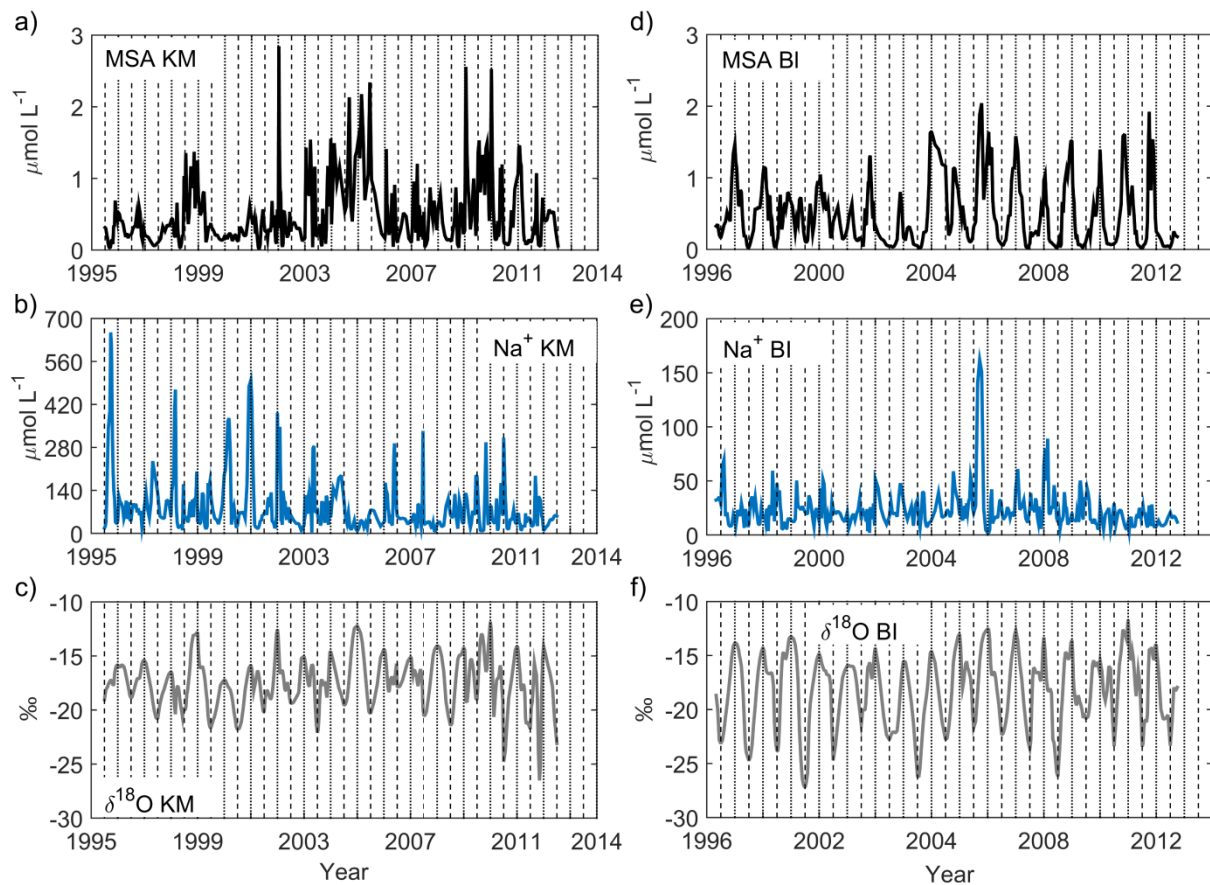 a)
3
2
1
0
μmol L⁻¹
MSA KM
1995 1999 2003 2007 2011 2014
b)
700
560
420
280
140
0
μmol L⁻¹
Na⁺ KM
1995 1999 2003 2007 2011 2014
c)
-10
-15
-20
-25
-30
‰
δ¹⁸O KM
1995 1999 2003 2007 2011 2014
Year
d)
3
2
1
0
μmol L⁻¹
MSA BI
1996 2000 2004 2008 2012
e)
200
150
100
50
0
μmol L⁻¹
Na⁺ BI
1996 2000 2004 2008 2012
f)
-10
-15
-20
-25
-30
‰
δ¹⁸O BI
1996 2000 2004 2008 2012
Year